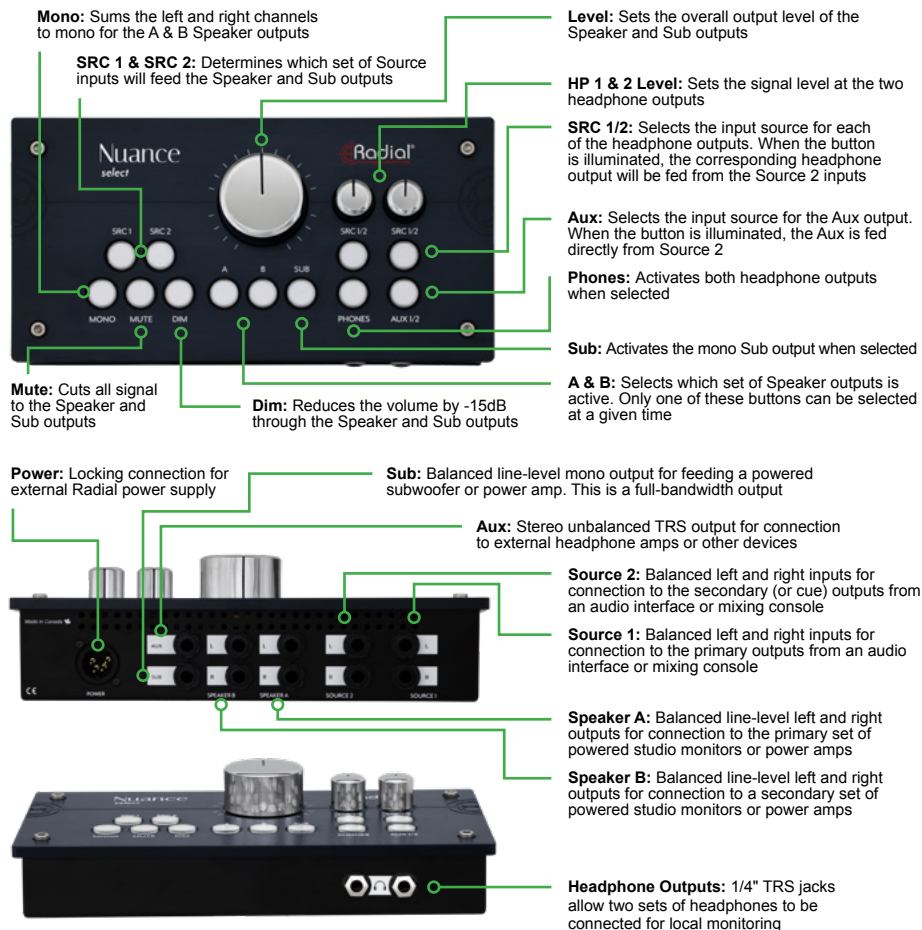 Mono: Sums the left and right channels
to mono for the A & B Speaker outputs
SRC 1 & SRC 2: Determines which set of Source
inputs will feed the Speaker and Sub outputs
Level: Sets the overall output level of the
Speaker and Sub outputs
HP 1 & 2 Level: Sets the signal level at the two
headphone outputs
SRC 1/2: Selects the input source for each
of the headphone outputs. When the button
is illuminated, the corresponding headphone
output will be fed from the Source 2 inputs
Aux: Selects the input source for the Aux output.
When the button is illuminated, the Aux is fed
directly from Source 2
Phones: Activates both headphone outputs
when selected
Sub: Activates the mono Sub output when selected
A & B: Selects which set of Speaker outputs is
active. Only one of these buttons can be selected
at a given time
Nuance
select
Radial®
SRC 1 SRC 2
SRC 1/2 SRC 1/2
A B SUB
MONO MUTE DIM
PHONES AUX 1/2
Mute: Cuts all signal
to the Speaker and
Sub outputs
Dim: Reduces the volume by -15dB
through the Speaker and Sub outputs
Power: Locking connection for
external Radial power supply
Sub: Balanced line-level mono output for feeding a powered
subwoofer or power amp. This is a full-bandwidth output
Aux: Stereo unbalanced TRS output for connection
to external headphone amps or other devices
Source 2: Balanced left and right inputs for
connection to the secondary (or cue) outputs from
an audio interface or mixing console
Source 1: Balanced left and right inputs for
connection to the primary outputs from an audio
interface or mixing console
Speaker A: Balanced line-level left and right
outputs for connection to the primary set of
powered studio monitors or power amps
Speaker B: Balanced line-level left and right
outputs for connection to a secondary set of
powered studio monitors or power amps
Made in Canada
AUX L L L L
SUB R R R R
CE
POWER SPEAKER B SPEAKER A SOURCE 2 SOURCE 1
Nuance
select
Headphone Outputs: 1/4" TRS jacks
allow two sets of headphones to be
connected for local monitoring